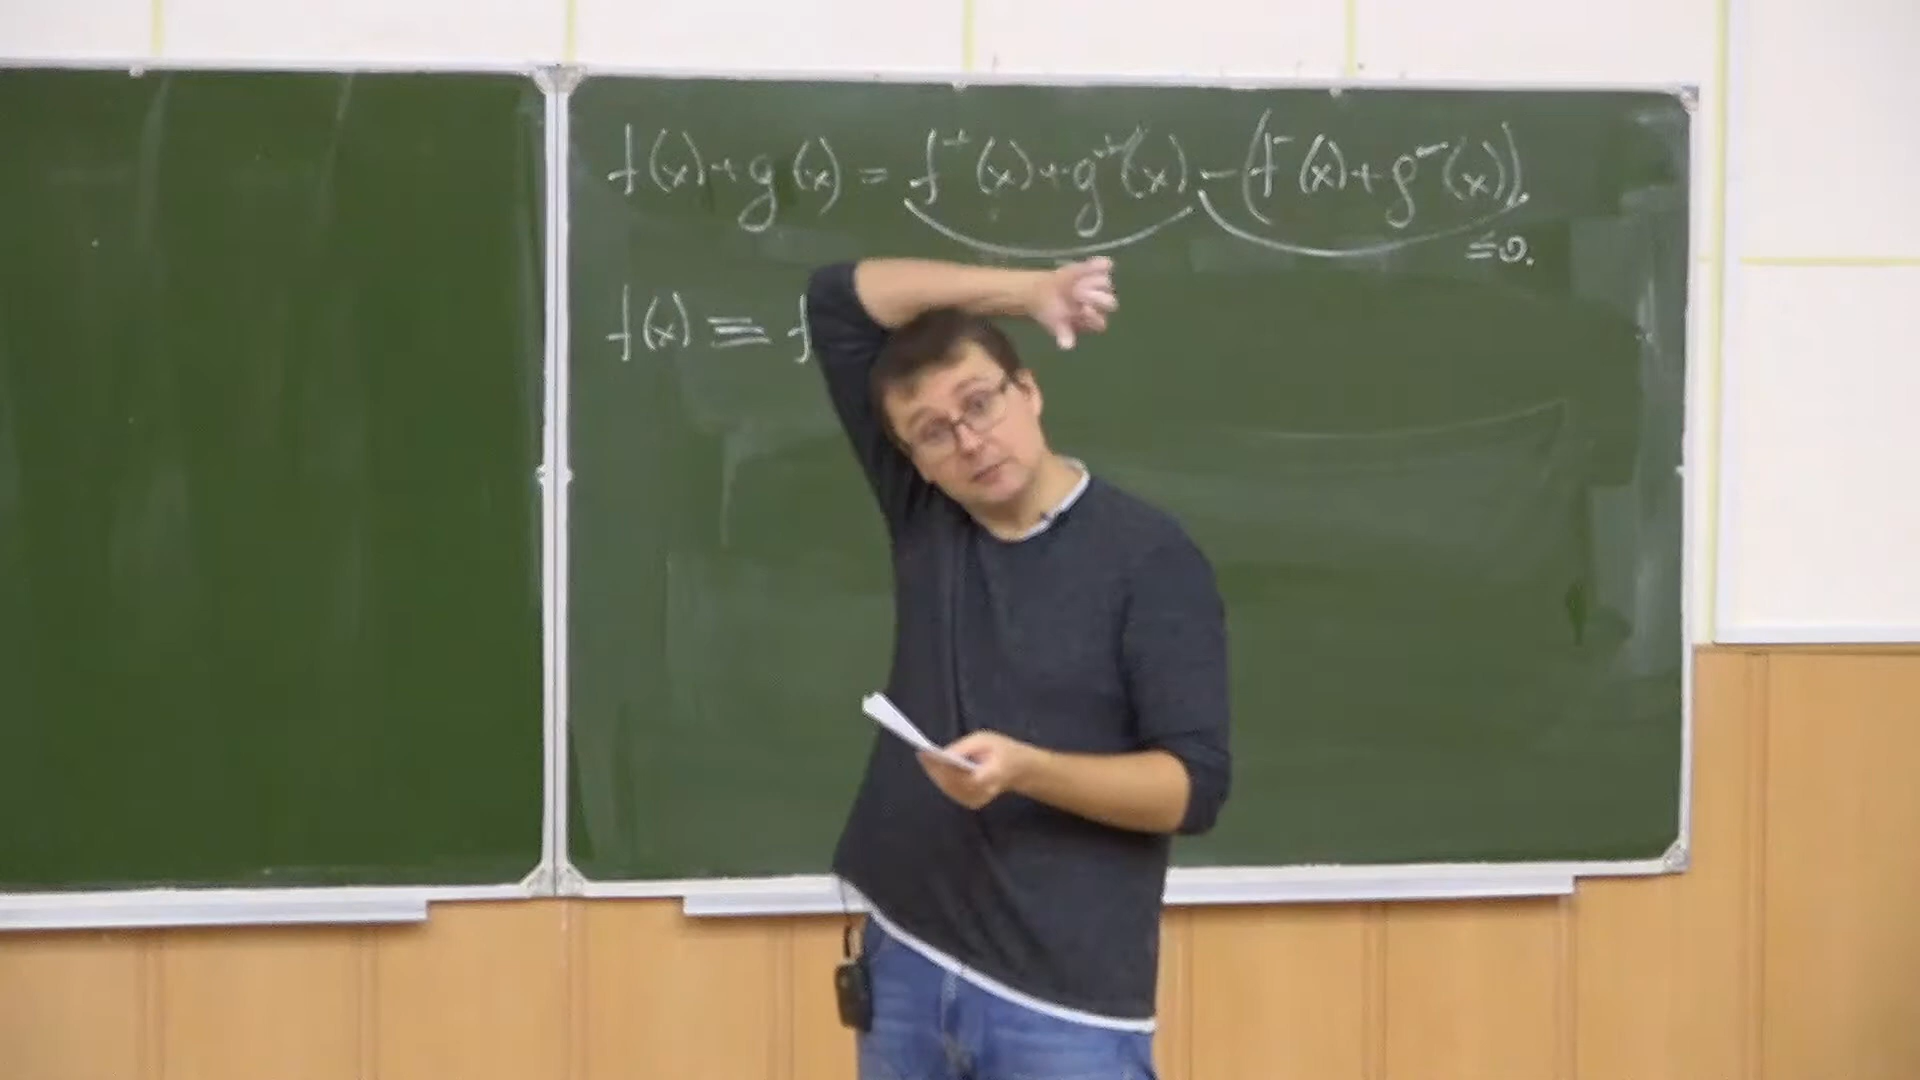 f(x)+g(x) = f⁺(x)+g⁺(x) - (f⁻(x)+g⁻(x)).
≤0.
f(x) ≡ f